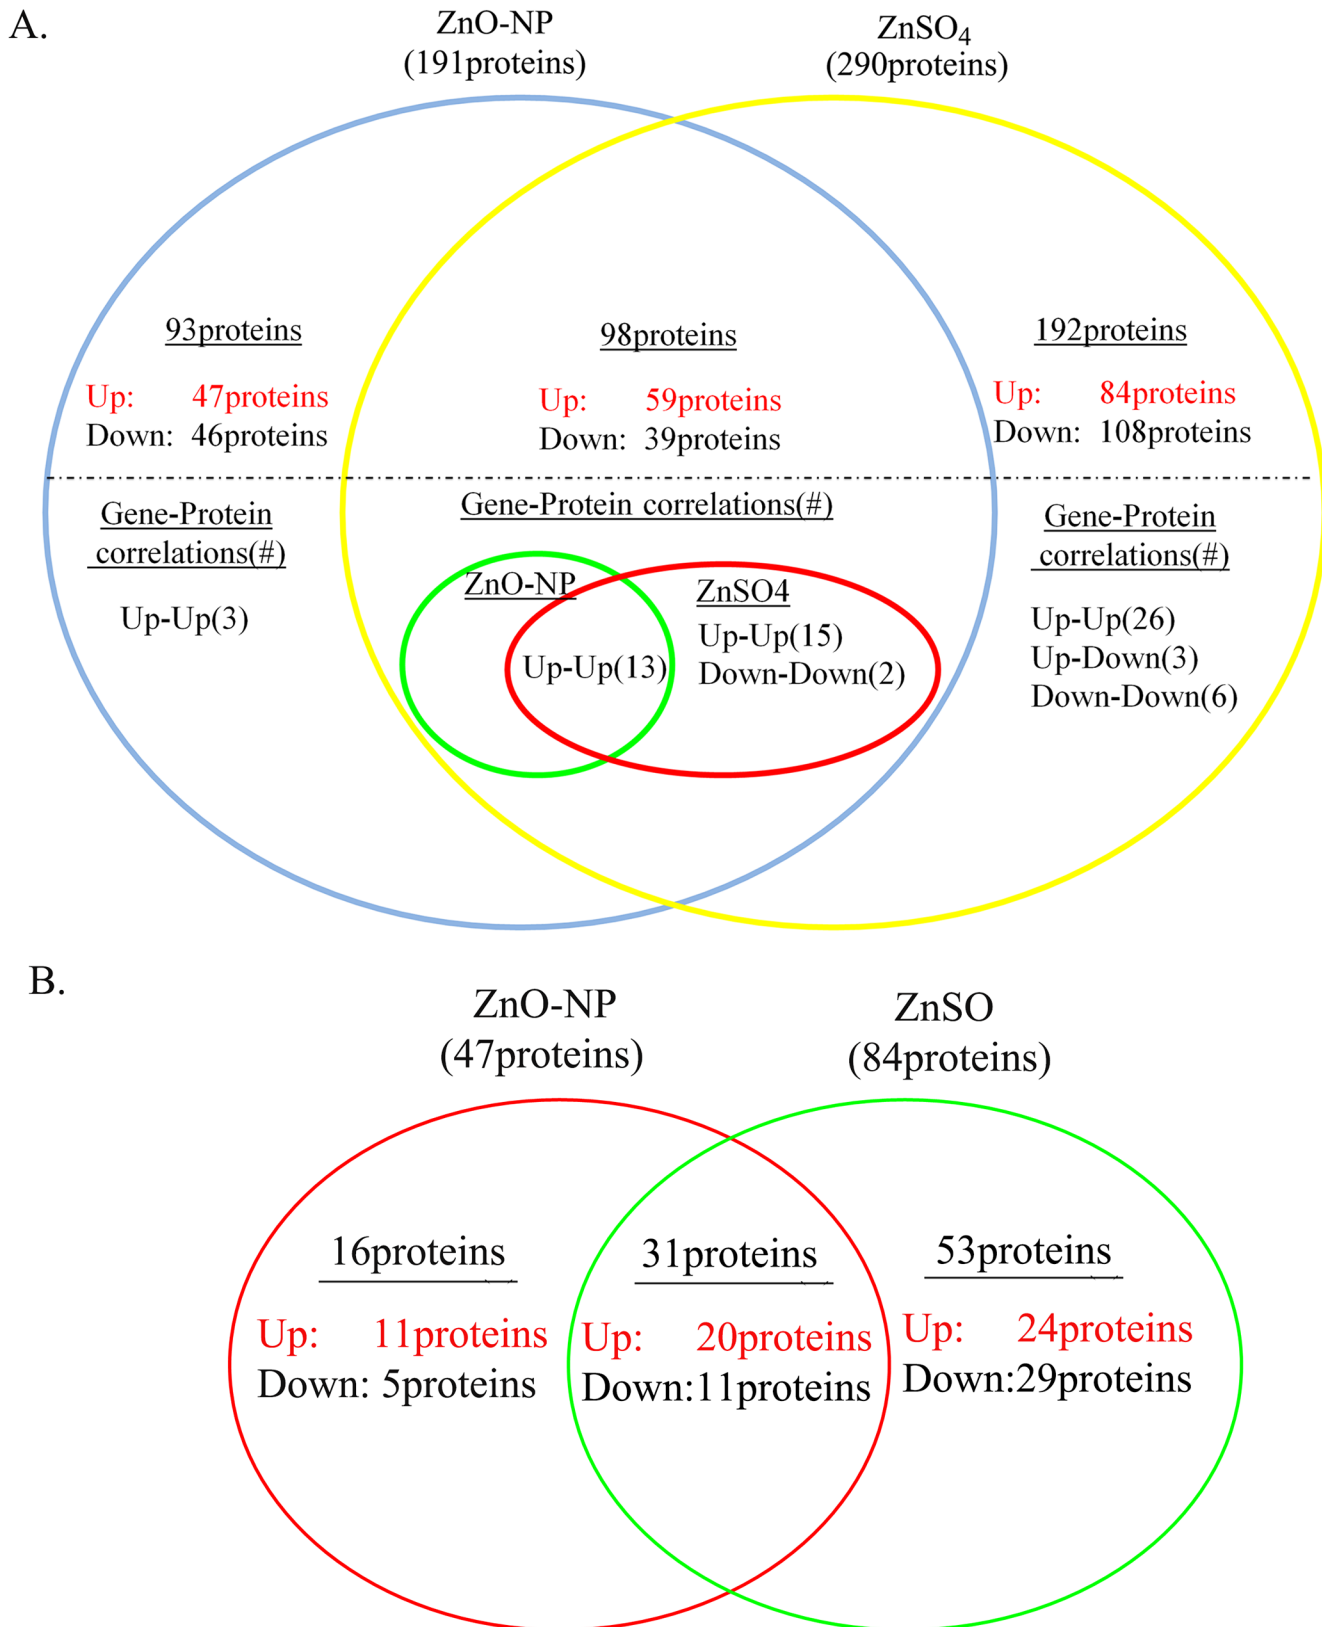 A.
ZnO-NP
(191proteins)
ZnSO4
(290proteins)
93proteins
Up: 47proteins
Down: 46proteins
98proteins
Up: 59proteins
Down: 39proteins
192proteins
Up: 84proteins
Down: 108proteins
Gene-Protein
correlations(#)
Up-Up(3)
Gene-Protein correlations(#)
ZnO-NP
Up-Up(13)
ZnSO4
Up-Up(15)
Down-Down(2)
Gene-Protein
correlations(#)
Up-Up(26)
Up-Down(3)
Down-Down(6)
B.
ZnO-NP
(47proteins)
ZnSO
(84proteins)
16proteins
Up: 11proteins
Down: 5proteins
31proteins
Up: 20proteins
Down:11proteins
53proteins
Up: 24proteins
Down:29proteins